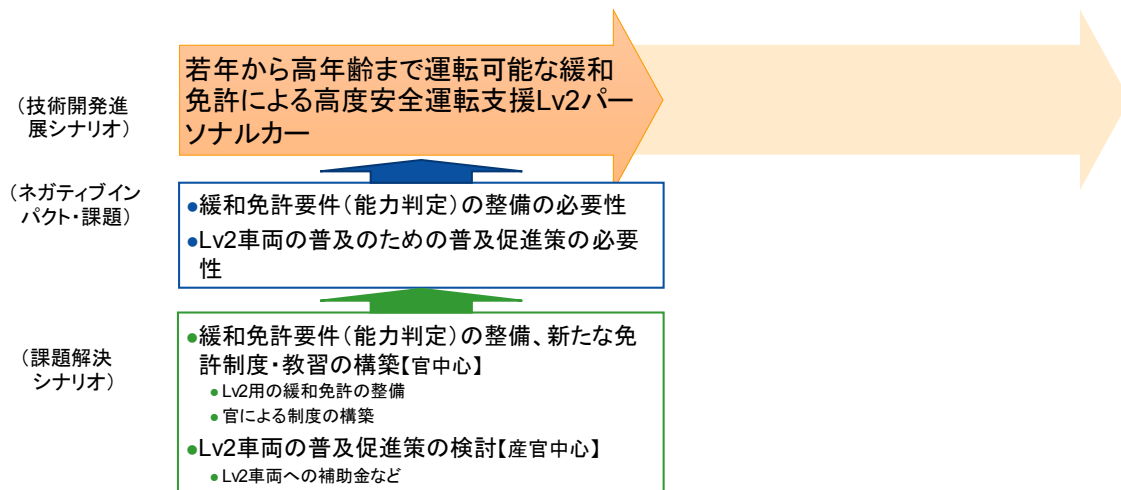 若年から高年齢まで運転可能な緩和
免許による高度安全運転支援Lv2パー
ソナルカー
（技術開発進
展シナリオ）
（ネガティブイン
パクト・課題）
●緩和免許要件（能力判定）の整備の必要性
●Lv2車両の普及のための普及促進策の必要
性
（課題解決
シナリオ）
●緩和免許要件（能力判定）の整備、新たな免
許制度・教習の構築【官中心】
●Lv2用の緩和免許の整備
●官による制度の構築
●Lv2車両の普及促進策の検討【産官中心】
●Lv2車両への補助金など